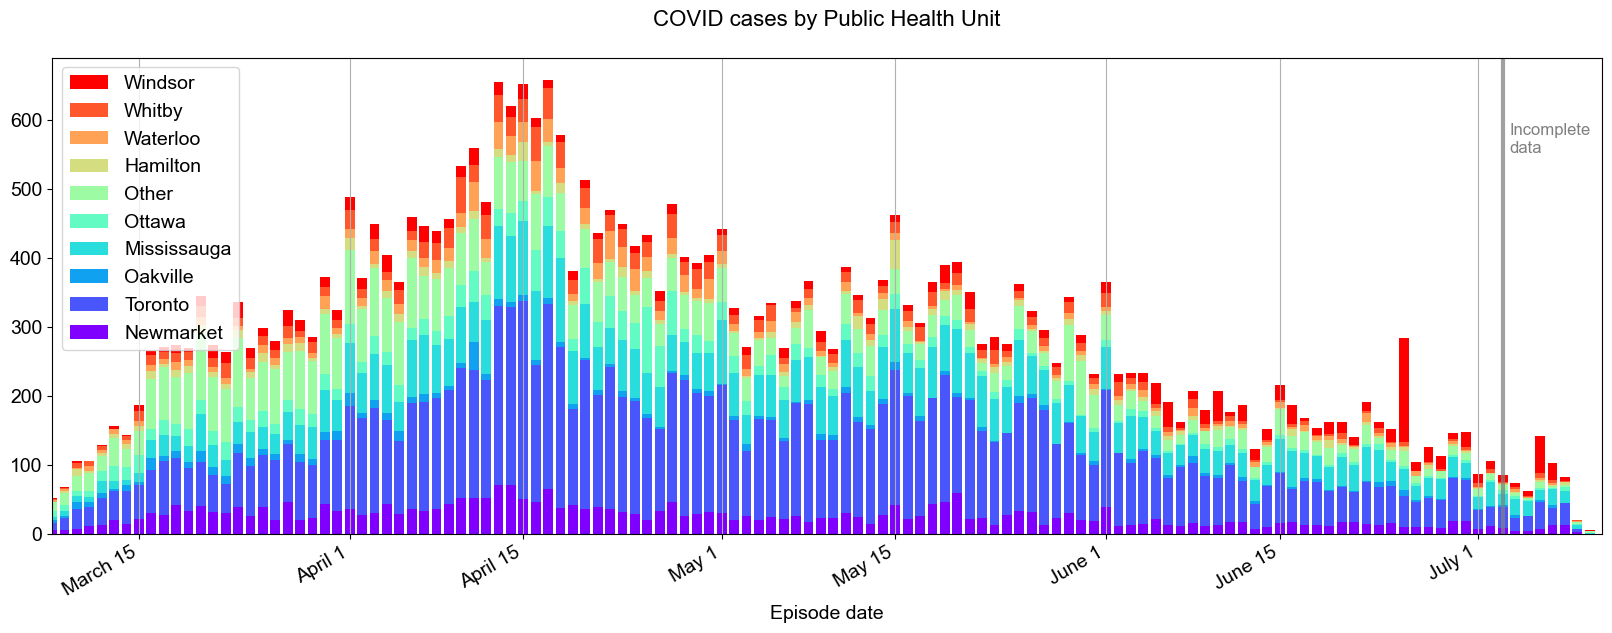 COVID cases by Public Health Unit
Windsor
Whitby
Waterloo
Hamilton
Other
Ottawa
Mississauga
Oakville
Toronto
Newmarket
Incomplete
data
600
500
400
300
200
100
0
March 15
April 1
April 15
May 1
May 15
June 1
June 15
July 1
Episode date